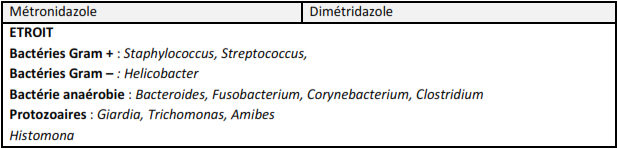 Métronidazole Dimétridazole
ETROIT
Bactéries Gram + : Staphylococcus, Streptococcus,
Bactéries Gram – : Helicobacter
Bactérie anaérobie : Bacteroides, Fusobacterium, Corynebacterium, Clostridium
Protozoaires : Giardia, Trichomonas, Amibes
Histomona